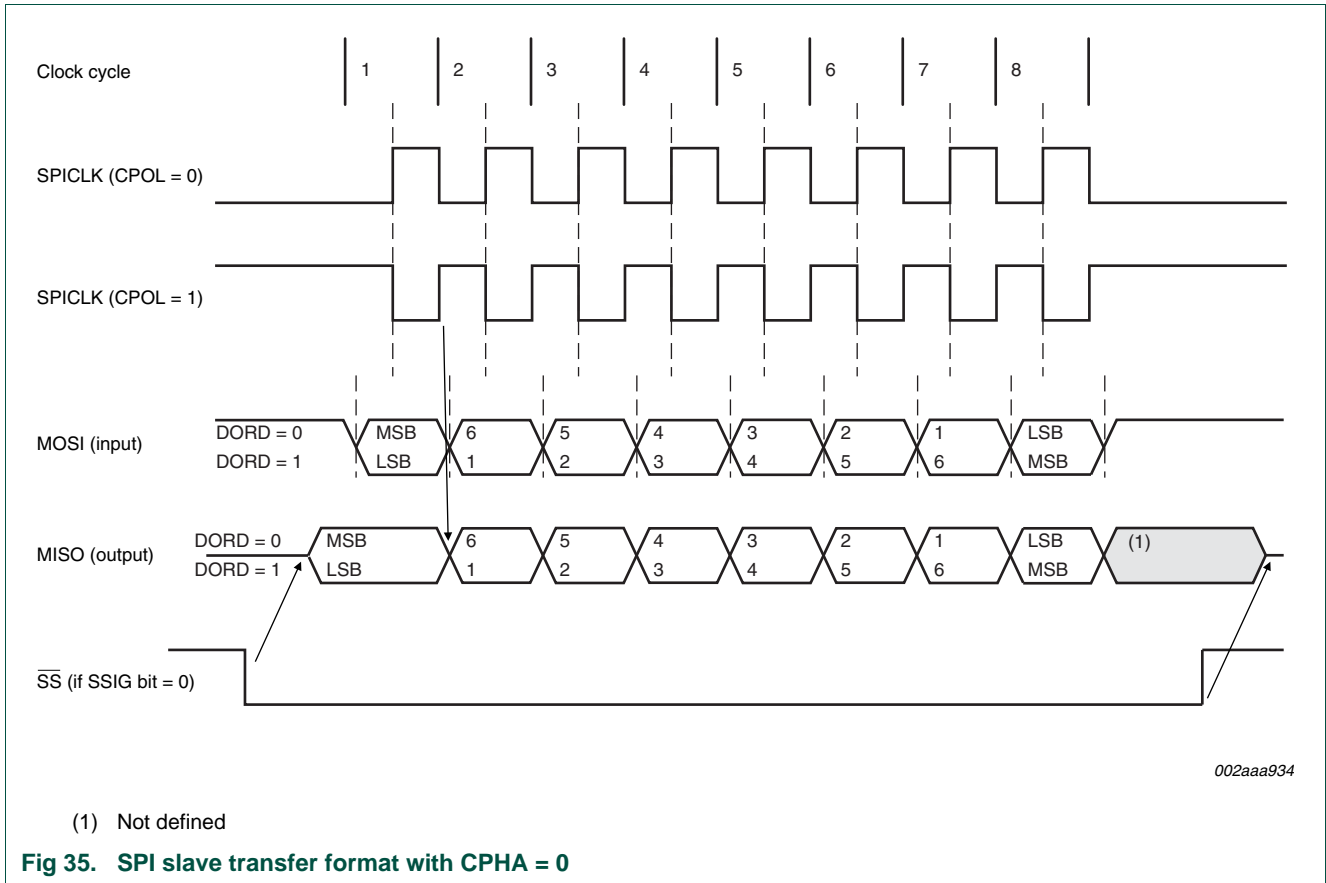 Clock cycle 1 2 3 4 5 6 7 8
SPICLK (CPOL = 0)
SPICLK (CPOL = 1)
DORD = 0 MSB 6 5 4 3 2 1 LSB
MOSI (input)
DORD = 1 LSB 1 2 3 4 5 6 MSB
DORD = 0 MSB 6 5 4 3 2 1 LSB (1)
MISO (output)
DORD = 1 LSB 1 2 3 4 5 6 MSB
SS (if SSIG bit = 0)
002aaa934
(1) Not defined
Fig 35. SPI slave transfer format with CPHA = 0